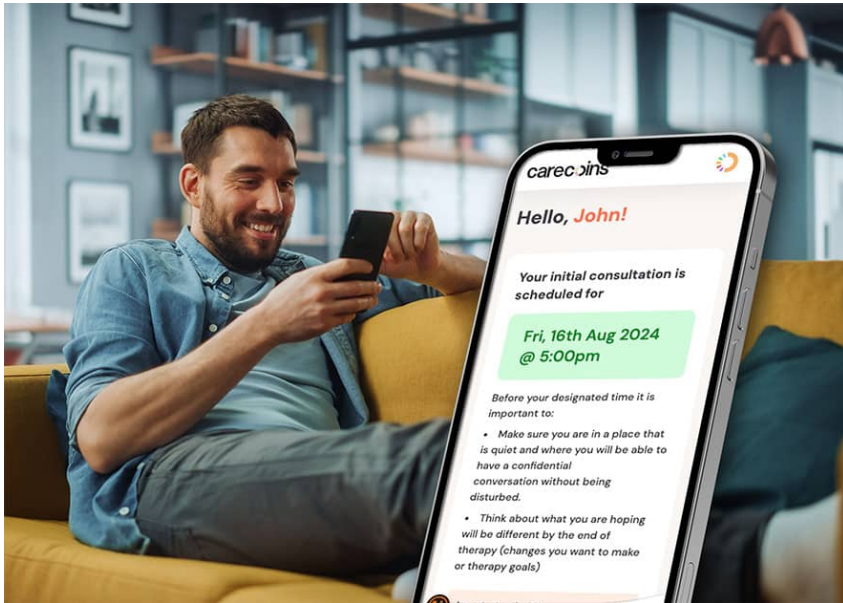 carecoins
Hello, John!
Your initial consultation is
scheduled for
Fri, 16th Aug 2024
@ 5:00pm
Before your designated time it is
important to:
• Make sure you are in a place that
is quiet and where you will be able to
have a confidential
conversation without being
disturbed.
• Think about what you are hoping
will be different by the end of
therapy (changes you want to make
or therapy goals)